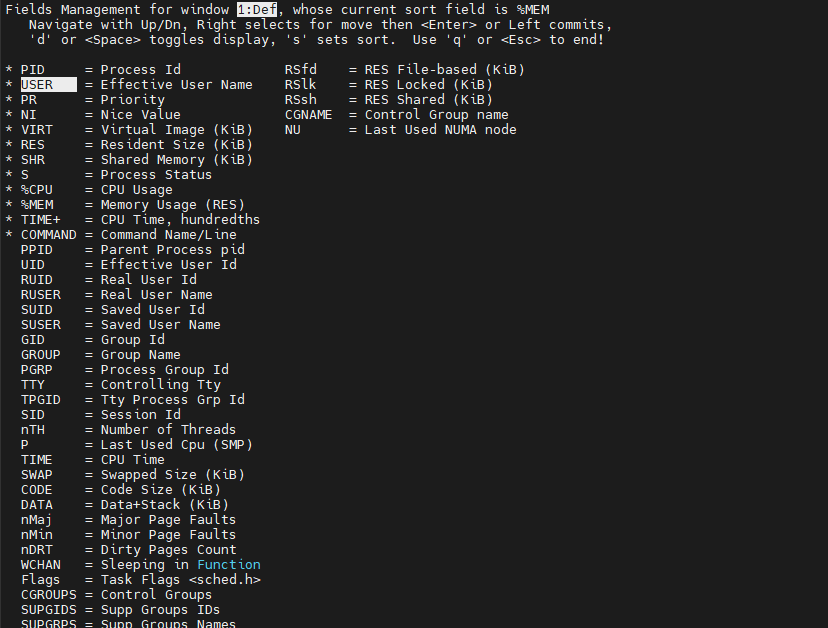 Fields Management for window 1:Def, whose current sort field is %MEM
Navigate with Up/Dn, Right selects for move then <Enter> or Left commits,
'd' or <Space> toggles display, 's' sets sort.  Use 'q' or <Esc> to end!
* PID     = Process Id             RSfd    = RES File-based (KiB)
* USER    = Effective User Name    RSlk    = RES Locked (KiB)
* PR      = Priority               RSsh    = RES Shared (KiB)
* NI      = Nice Value             CGNAME  = Control Group name
* VIRT    = Virtual Image (KiB)    NU      = Last Used NUMA node
* RES     = Resident Size (KiB)
* SHR     = Shared Memory (KiB)
* S       = Process Status
* %CPU    = CPU Usage
* %MEM    = Memory Usage (RES)
* TIME+   = CPU Time, hundredths
* COMMAND = Command Name/Line
PPID    = Parent Process pid
UID     = Effective User Id
RUID    = Real User Id
RUSER   = Real User Name
SUID    = Saved User Id
SUSER   = Saved User Name
GID     = Group Id
GROUP   = Group Name
PGRP    = Process Group Id
TTY     = Controlling Tty
TPGID   = Tty Process Grp Id
SID     = Session Id
nTH     = Number of Threads
P       = Last Used Cpu (SMP)
TIME    = CPU Time
SWAP    = Swapped Size (KiB)
CODE    = Code Size (KiB)
DATA    = Data+Stack (KiB)
nMaj    = Major Page Faults
nMin    = Minor Page Faults
nDRT    = Dirty Pages Count
WCHAN   = Sleeping in Function
Flags   = Task Flags <sched.h>
CGROUPS = Control Groups
SUPGIDS = Supp Groups IDs
SUPGRPS = Supp Groups Names